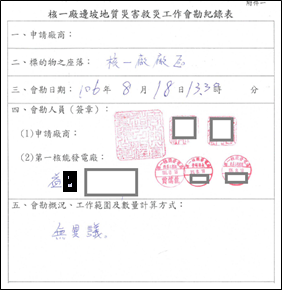 附件一
核一廠邊坡地質災害救災工作會勘紀錄表
一、申請廠商：
二、標的物之座落： 核一廠廠區
三、會勘日期：106年 8 月 18日13.3時 分
四、會勘人員(簽章)：
(1)申請廠商：
(2)第一核能發電廠：
五、會勘概況、工作範圍及數量計算方式：
無異議。